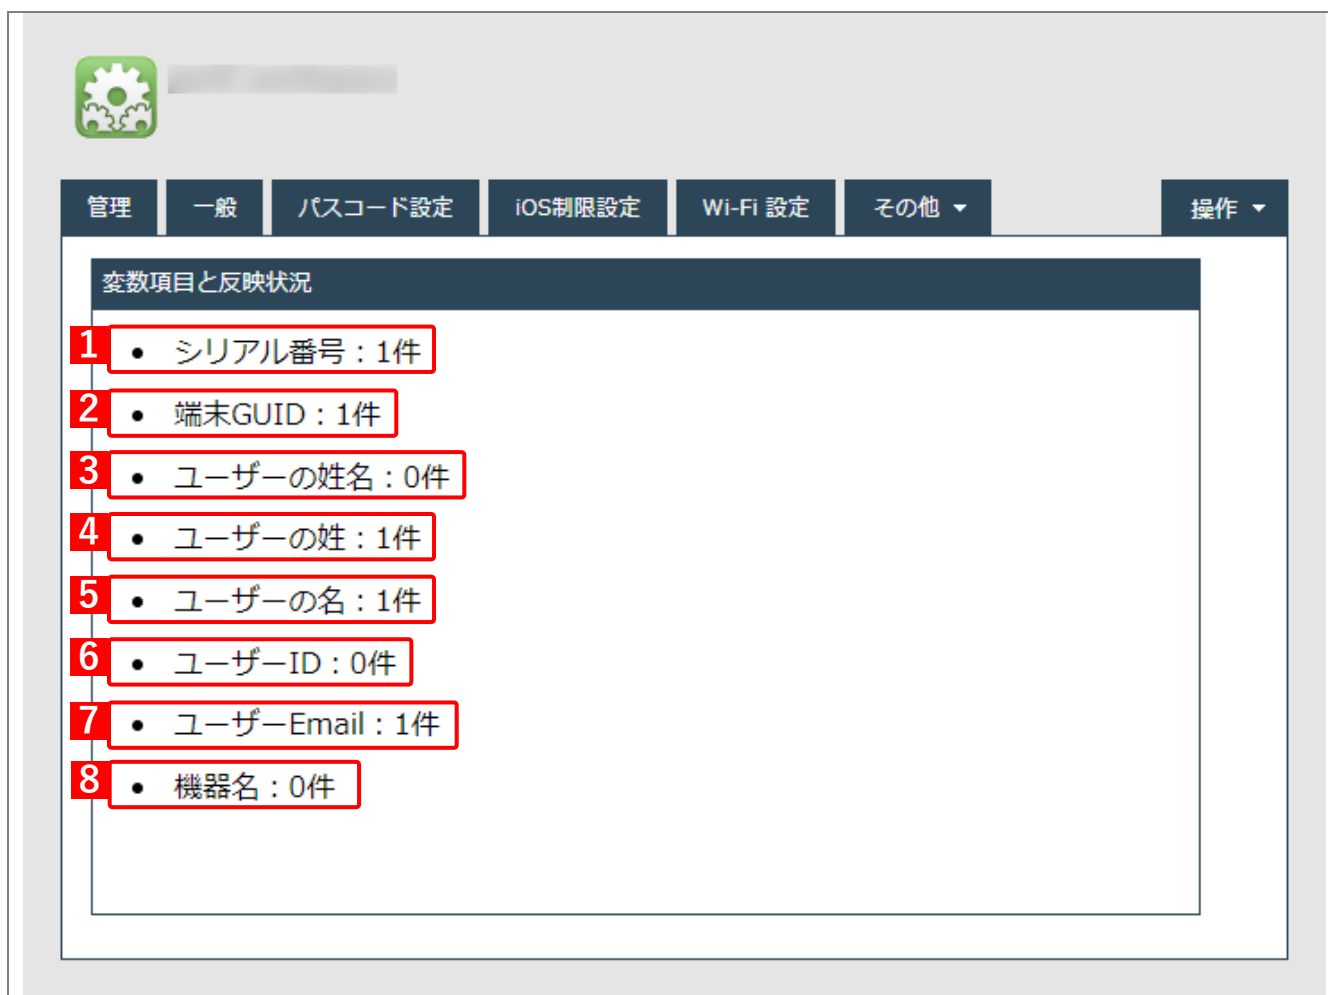 管理 一般 パスコード設定 iOS制限設定 Wi-Fi 設定 その他 操作
変数項目と反映状況
1 • シリアル番号：1件
2 • 端末GUID：1件
3 • ユーザーの姓名：0件
4 • ユーザーの姓：1件
5 • ユーザーの名：1件
6 • ユーザーID：0件
7 • ユーザーEmail：1件
8 • 機器名：0件